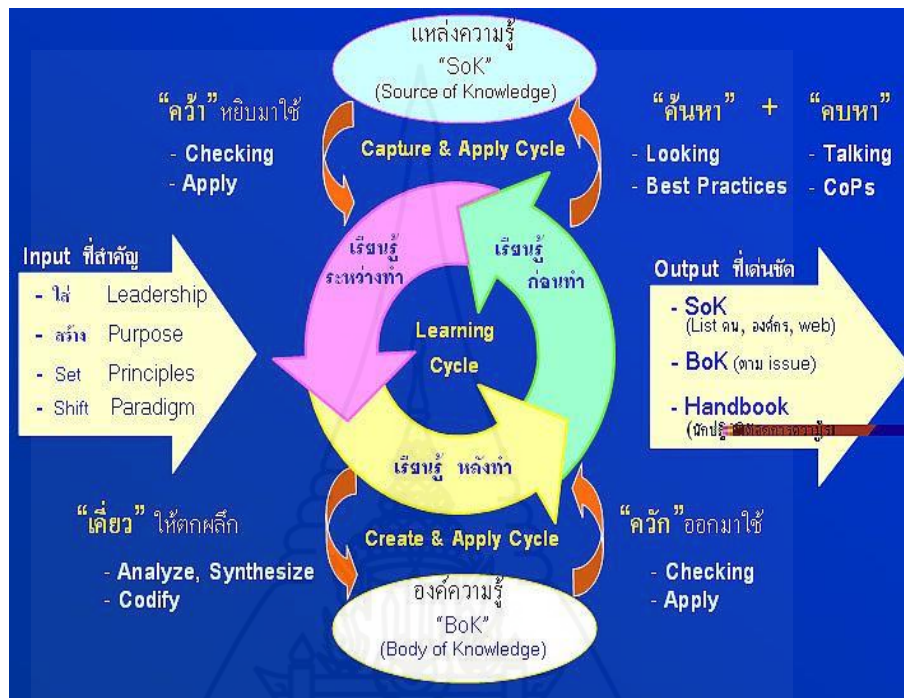 แหล่งความรู้
"SoK"
(Source of Knowledge)
"คว้า" หยิบมาใช้
- Checking
- Apply
Capture & Apply Cycle
"ค้นหา" + "คบหา"
- Looking
- Best Practices
- Talking
- CoPs
Input ที่สำคัญ
- ใส่ Leadership
- สร้าง Purpose
- Set Principles
- Shift Paradigm
เรียนรู้
ระหว่างทำ
เรียนรู้
ก่อนทำ
Learning
Cycle
เรียนรู้ หลังทำ
Output ที่เด่นชัด
- SoK
(List คน, องค์กร, web)
- BoK (ตาม issue)
- Handbook
"เคี่ยว" ให้ตกผลึก
- Analyze, Synthesize
- Codify
Create & Apply Cycle
"ควัก" ออกมาใช้
- Checking
- Apply
องค์ความรู้
"BoK"
(Body of Knowledge)